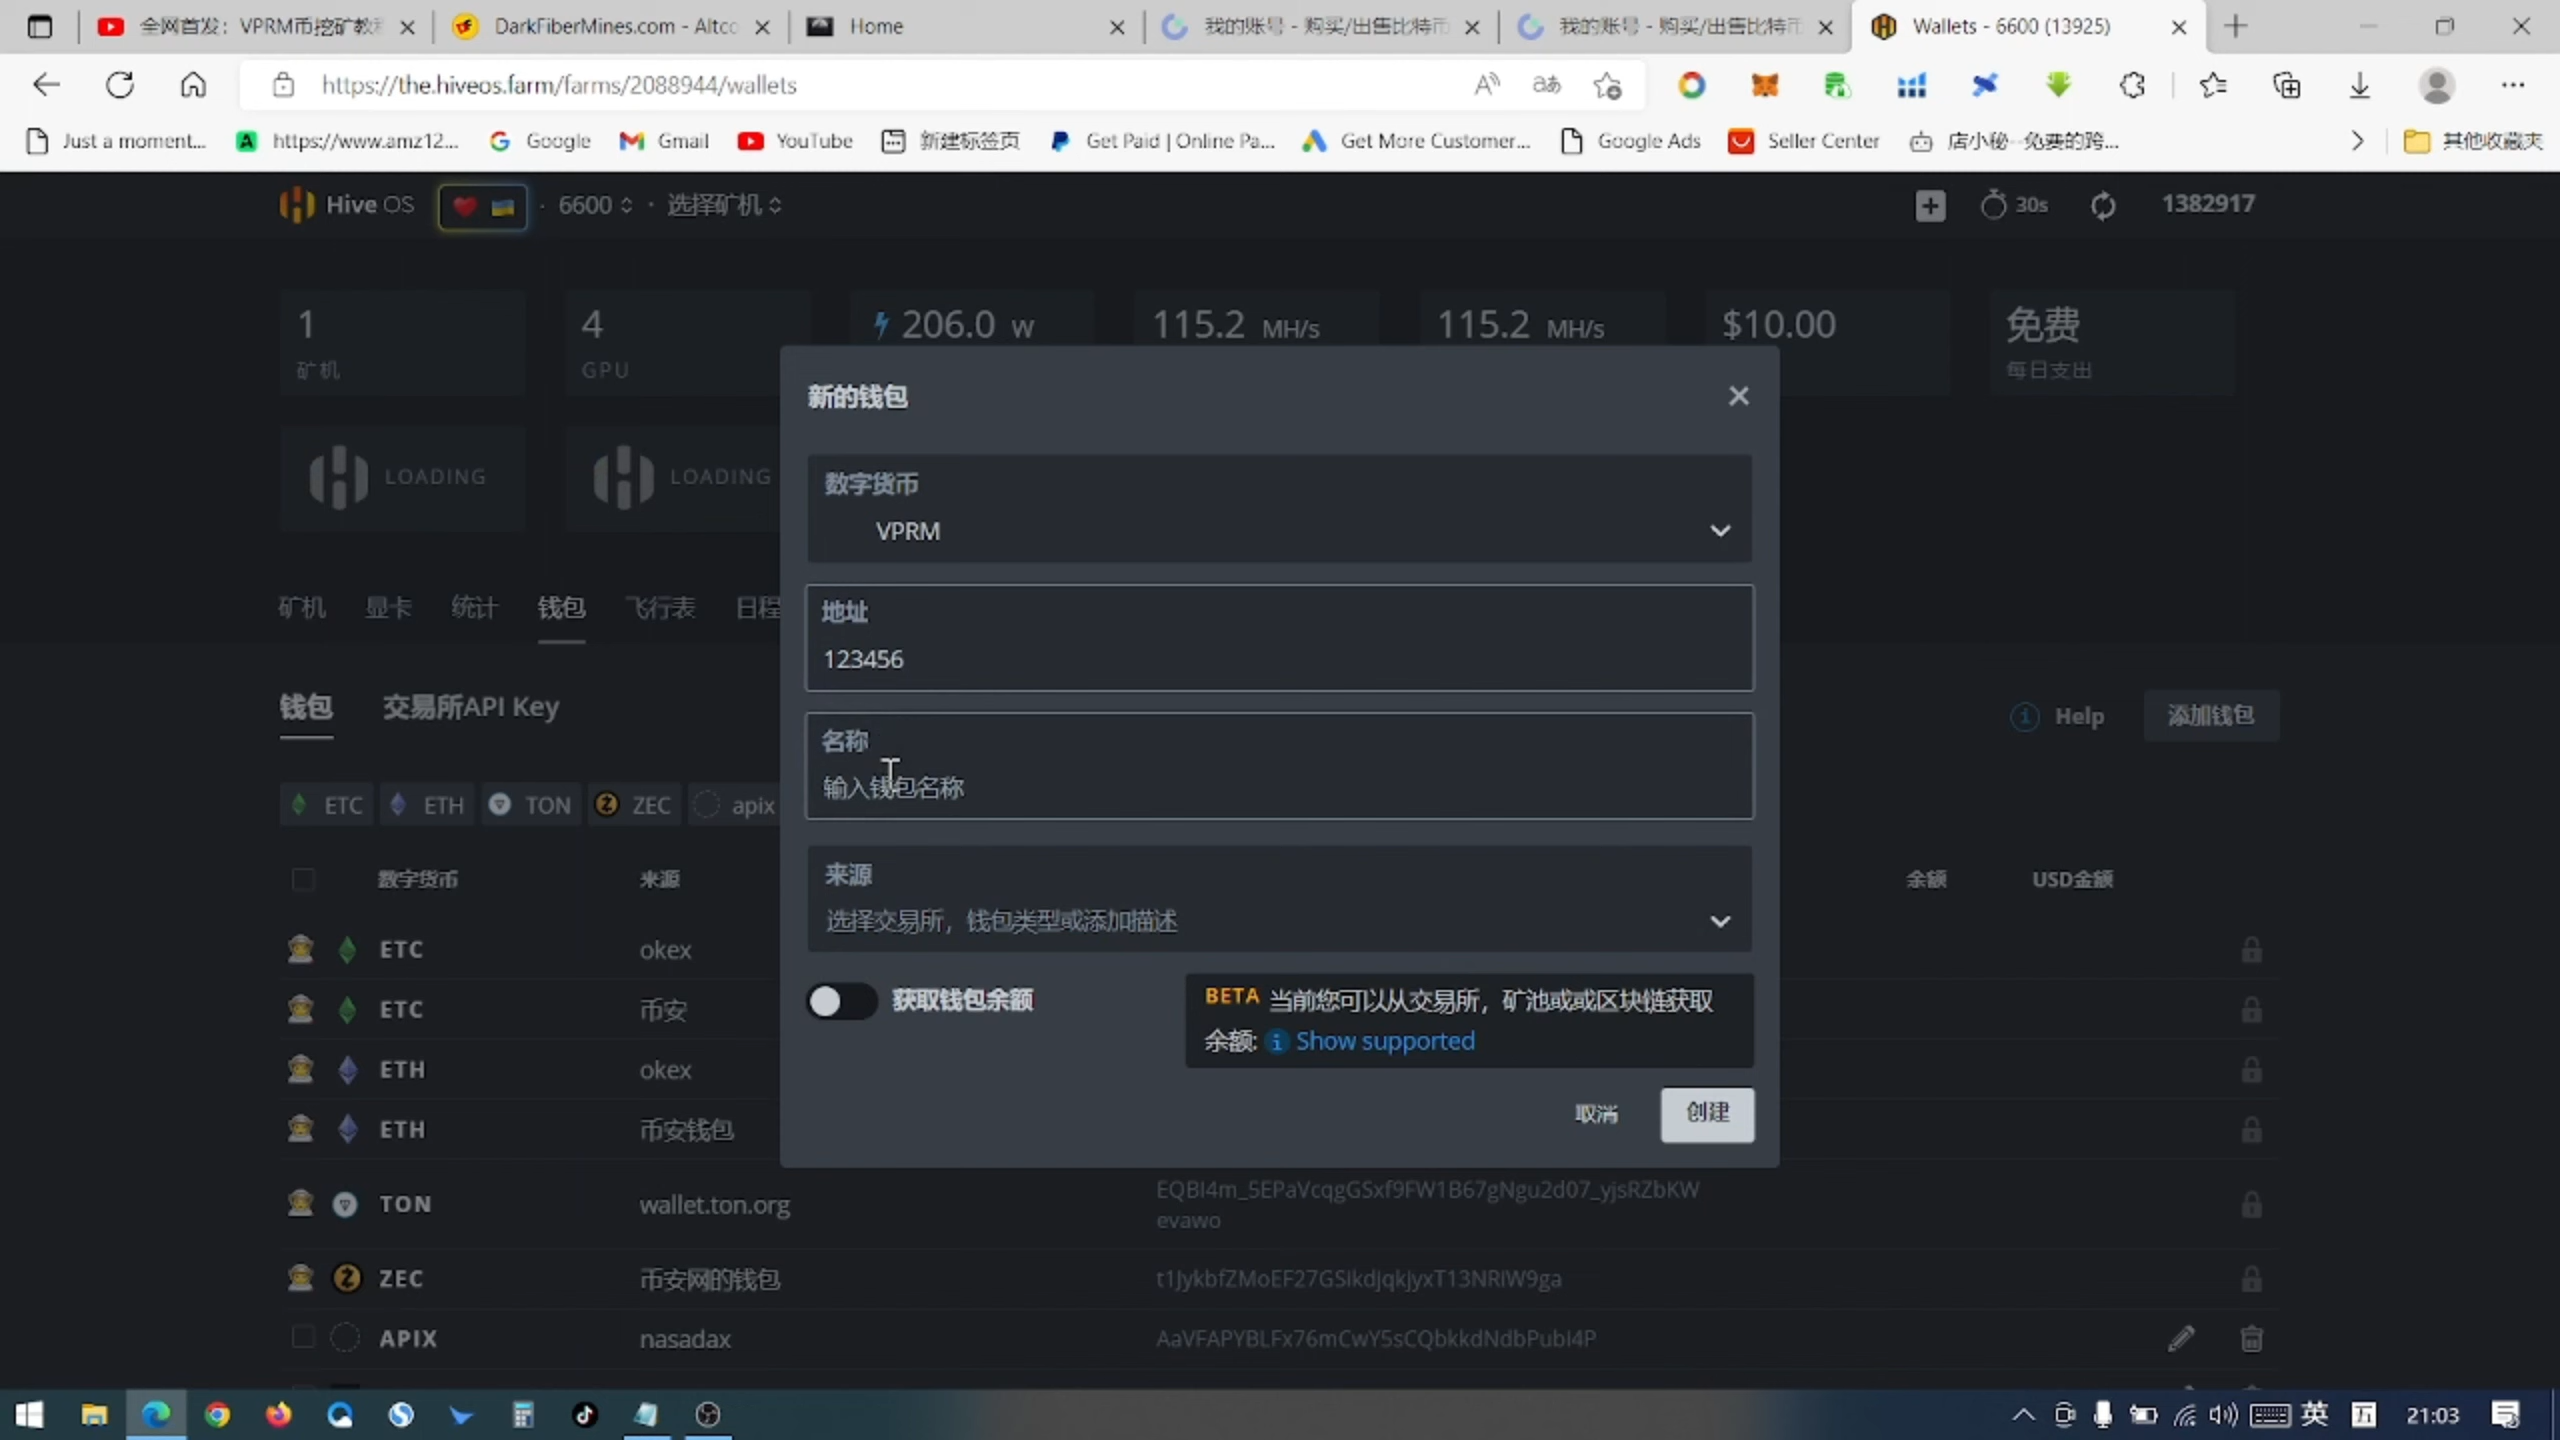 全网首发：VPRM币挖矿教程
DarkFiberMines.com - Altco
Home
我的账号 - 购买/出售比特币
我的账号 - 购买/出售比特币
Wallets - 6600 (13925)
https://the.hiveos.farm/farms/2088944/wallets
Just a moment...
https://www.amz12...
Google
Gmail
YouTube
新建标签页
Get Paid | Online Pa...
Get More Customer...
Google Ads
Seller Center
店小秘--免费的跨...
其他收藏夹
Hive OS
6600
选择矿机
30s
1382917
1
矿机
4
GPU
206.0 W
115.2 MH/s
115.2 MH/s
$10.00
免费
每日支出
LOADING
LOADING
矿机 显卡 统计 钱包 飞行表 日程
钱包 交易所API Key
Help
添加钱包
ETC ETH TON ZEC apix
数字货币 来源 余额 USD金额
ETC okex
ETC 币安
ETH okex
ETH 币安钱包
TON wallet.ton.org EQBI4m_5EPaVcqgGSxf9FW1B67gNgu2d07_yjsRZbKW
evawo
ZEC 币安网的钱包 t1JykbfZMoEF27GSikdjqkjyxT13NRiW9ga
APIX nasadax AaVFAPYBLFx76mCwY5sCQbkkdNdbPubi4P
新的钱包
数字货币
VPRM
地址
123456
名称
输入钱包名称
来源
选择交易所，钱包类型或添加描述
获取钱包余额
BETA 当前您可以从交易所，矿池或或区块链获取
余额: Show supported
取消
创建
英
五
21:03